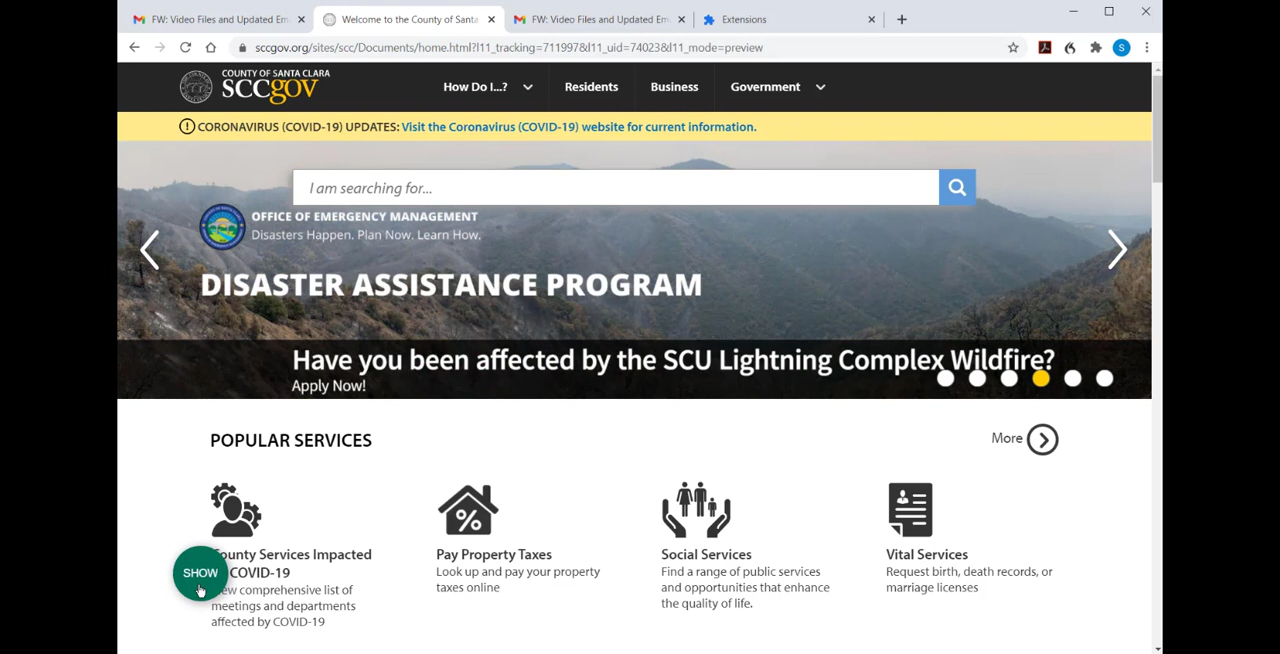 FW: Video Files and Updated Em
Welcome to the County of Santa
FW: Video Files and Updated Em
Extensions
sccgov.org/sites/scc/Documents/home.html?l11_tracking=711997&l11_uid=74023&l11_mode=preview
S
COUNTY OF SANTA CLARA
SCCGOV
How Do I...?
Residents
Business
Government
CORONAVIRUS (COVID-19) UPDATES: Visit the Coronavirus (COVID-19) website for current information.
I am searching for...
OFFICE OF EMERGENCY MANAGEMENT
Disasters Happen. Plan Now. Learn How.
DISASTER ASSISTANCE PROGRAM
Have you been affected by the SCU Lightning Complex Wildfire?
Apply Now!
POPULAR SERVICES
More
County Services Impacted
COVID-19
View comprehensive list of
meetings and departments
affected by COVID-19
SHOW
Pay Property Taxes
Look up and pay your property
taxes online
Social Services
Find a range of public services
and opportunities that enhance
the quality of life.
Vital Services
Request birth, death records, or
marriage licenses